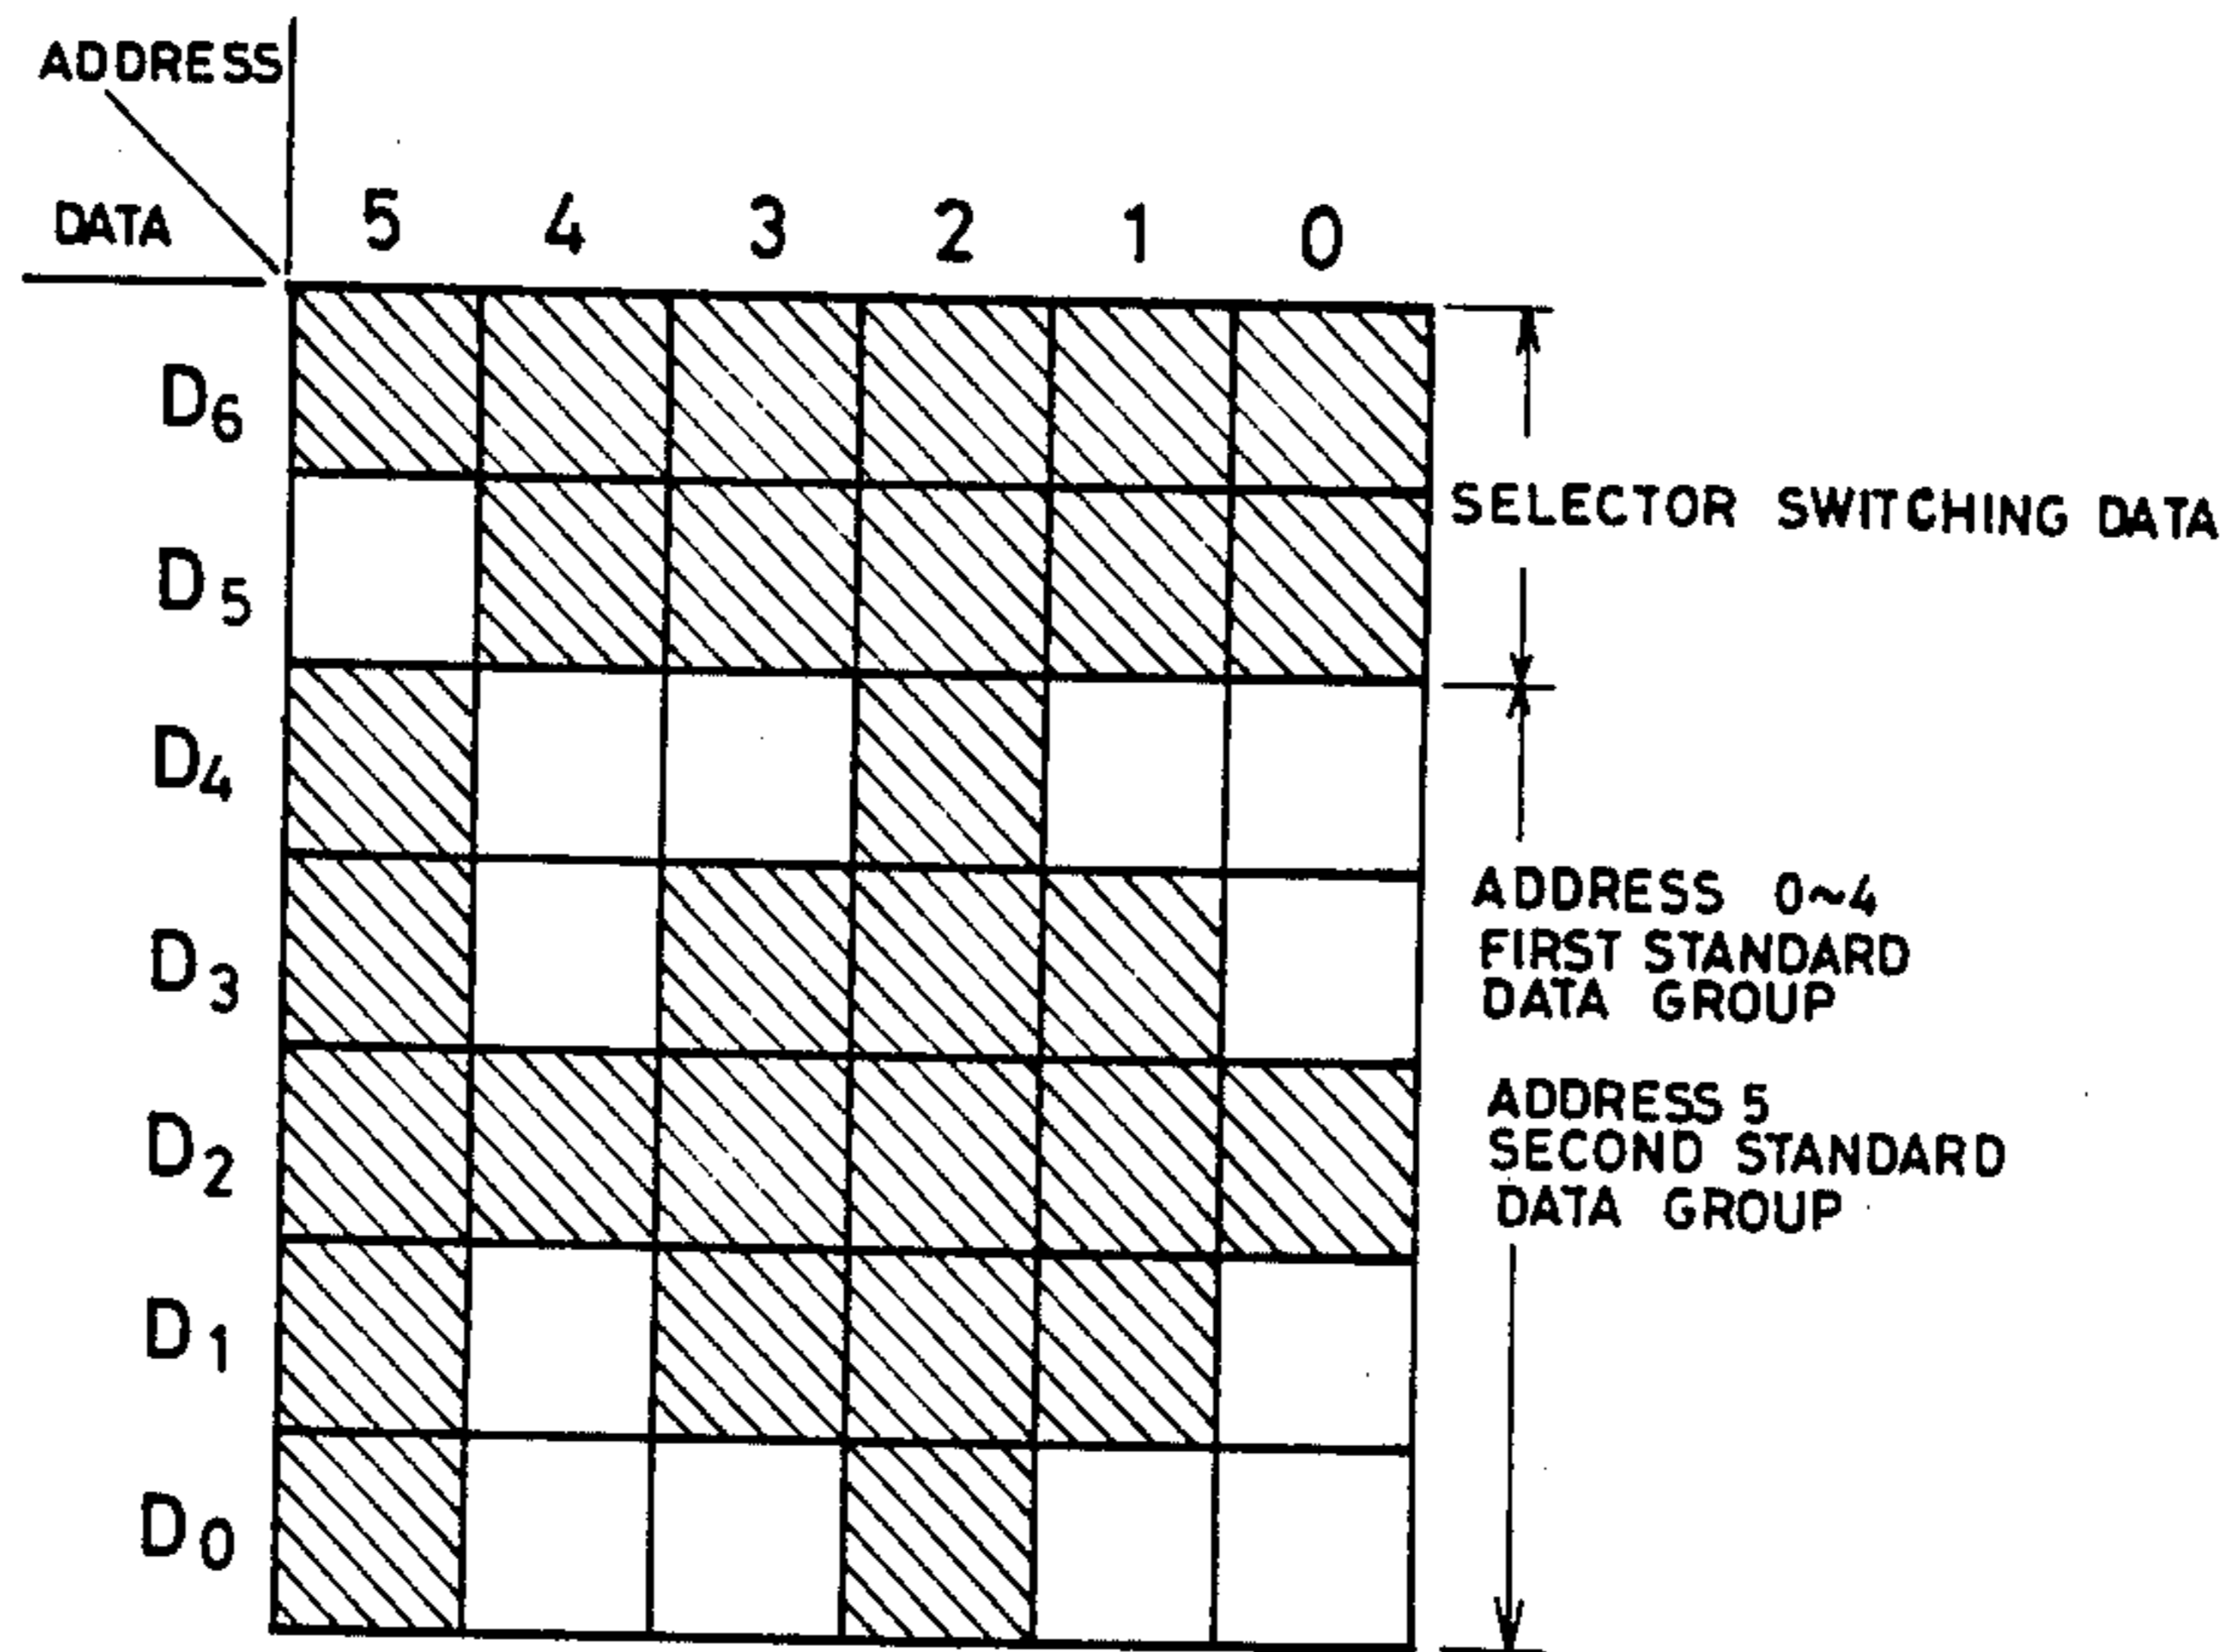 ADDRESS
DATA
5 4 3 2 1 0
D6
D5
SELECTOR SWITCHING DATA
D4
D3
ADDRESS 0~4
FIRST STANDARD
DATA GROUP
D2
ADDRESS 5
SECOND STANDARD
DATA GROUP
D1
D0